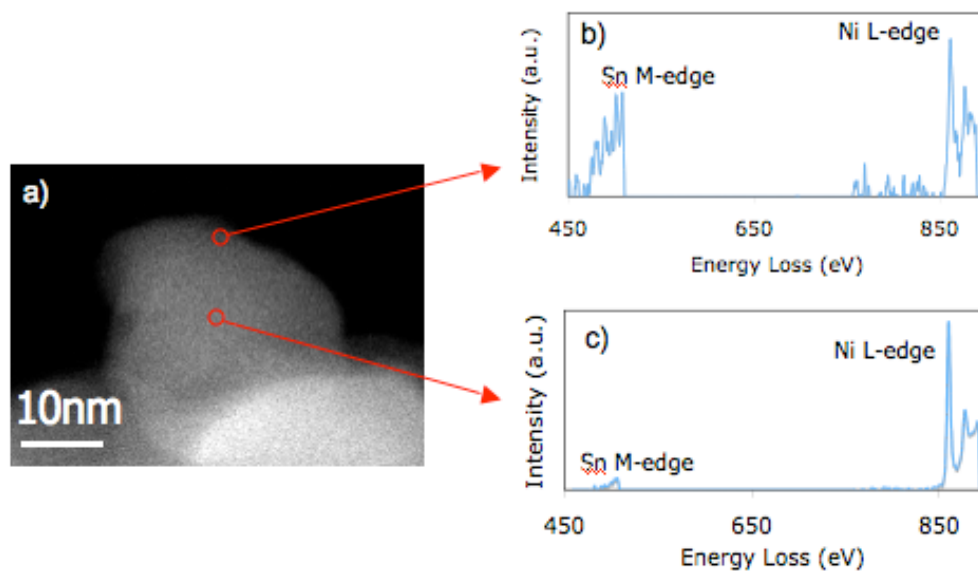 a)
10nm
b)
Ni L-edge
Sn M-edge
Intensity (a.u.)
450 650 850
Energy Loss (eV)
c)
Ni L-edge
Sn M-edge
Intensity (a.u.)
450 650 850
Energy Loss (eV)